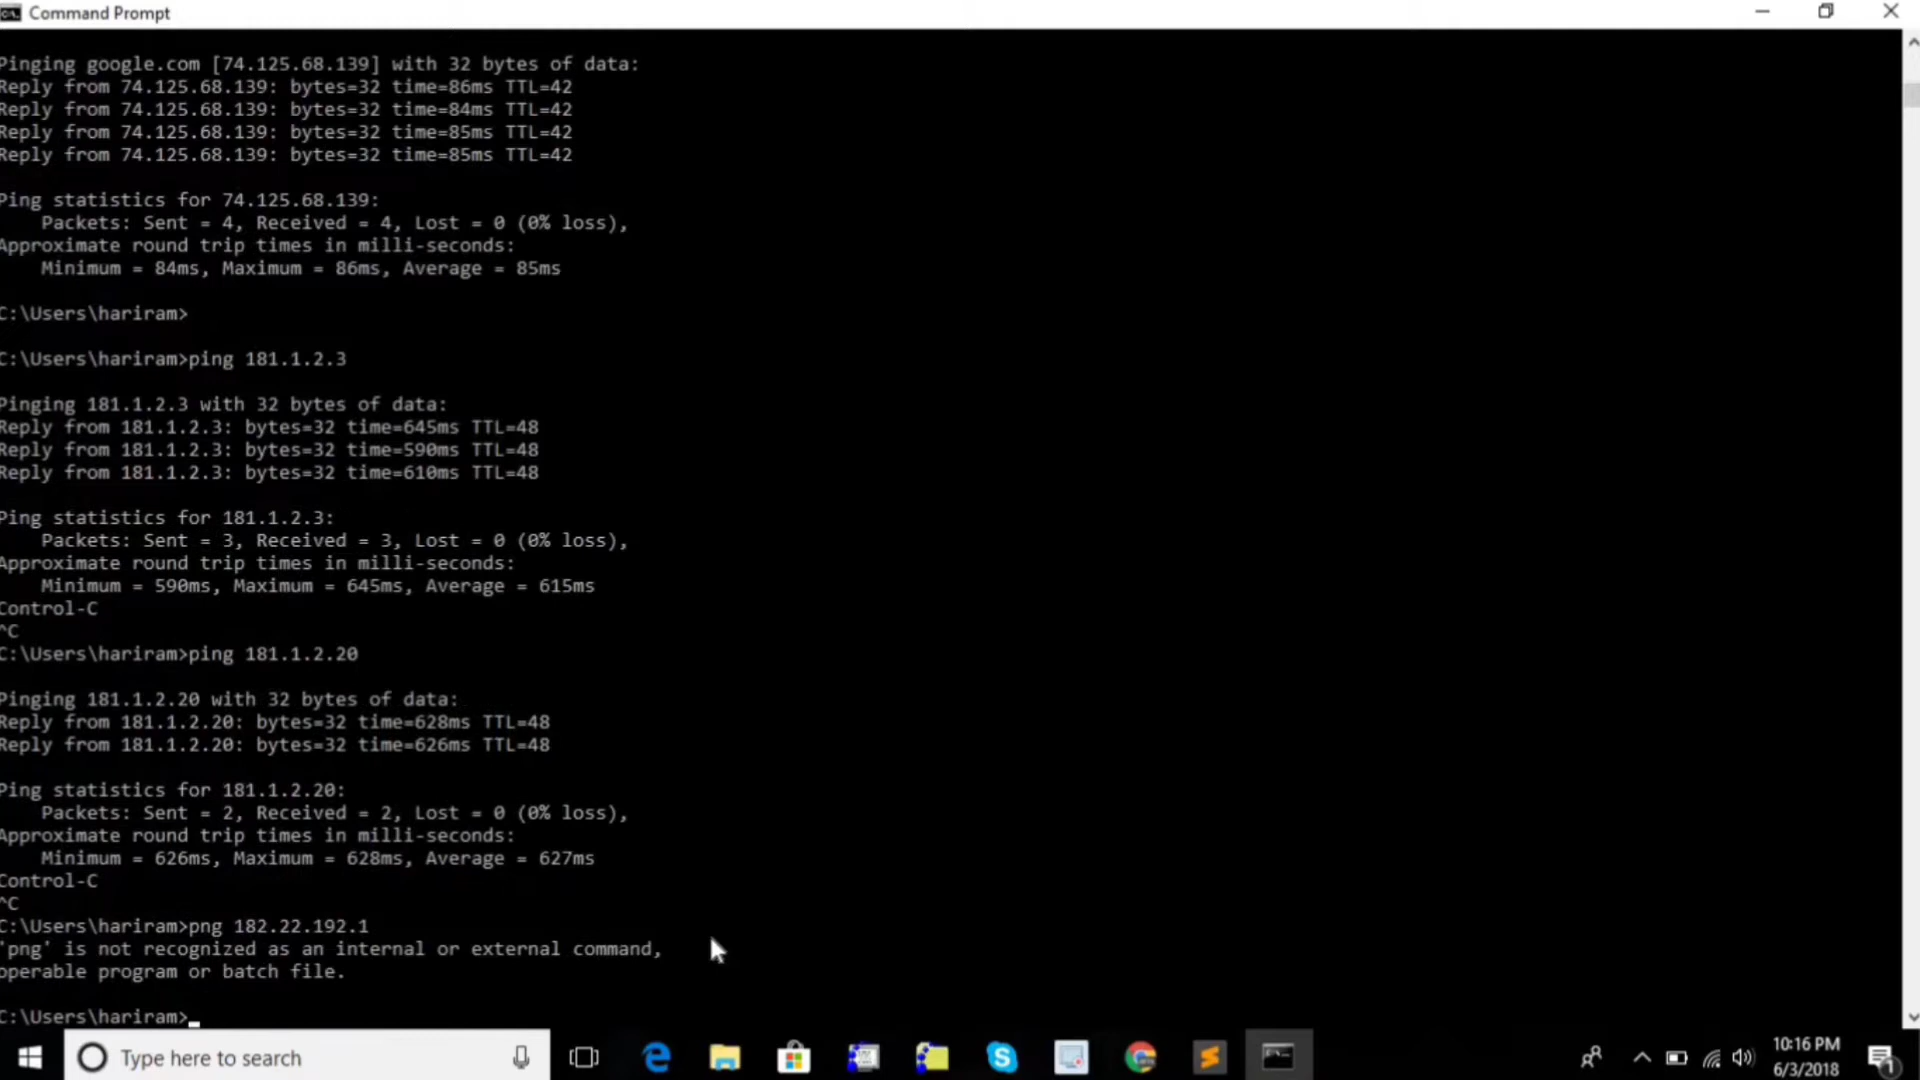 Command Prompt
Pinging google.com [74.125.68.139] with 32 bytes of data:
Reply from 74.125.68.139: bytes=32 time=86ms TTL=42
Reply from 74.125.68.139: bytes=32 time=84ms TTL=42
Reply from 74.125.68.139: bytes=32 time=85ms TTL=42
Reply from 74.125.68.139: bytes=32 time=85ms TTL=42
Ping statistics for 74.125.68.139:
Packets: Sent = 4, Received = 4, Lost = 0 (0% loss),
Approximate round trip times in milli-seconds:
Minimum = 84ms, Maximum = 86ms, Average = 85ms
C:\Users\hariram>
C:\Users\hariram>ping 181.1.2.3
Pinging 181.1.2.3 with 32 bytes of data:
Reply from 181.1.2.3: bytes=32 time=645ms TTL=48
Reply from 181.1.2.3: bytes=32 time=590ms TTL=48
Reply from 181.1.2.3: bytes=32 time=610ms TTL=48
Ping statistics for 181.1.2.3:
Packets: Sent = 3, Received = 3, Lost = 0 (0% loss),
Approximate round trip times in milli-seconds:
Minimum = 590ms, Maximum = 645ms, Average = 615ms
Control-C
^C
C:\Users\hariram>ping 181.1.2.20
Pinging 181.1.2.20 with 32 bytes of data:
Reply from 181.1.2.20: bytes=32 time=628ms TTL=48
Reply from 181.1.2.20: bytes=32 time=626ms TTL=48
Ping statistics for 181.1.2.20:
Packets: Sent = 2, Received = 2, Lost = 0 (0% loss),
Approximate round trip times in milli-seconds:
Minimum = 626ms, Maximum = 628ms, Average = 627ms
Control-C
^C
C:\Users\hariram>png 182.22.192.1
'png' is not recognized as an internal or external command,
operable program or batch file.
C:\Users\hariram>_
Type here to search
10:16 PM
6/3/2018
1